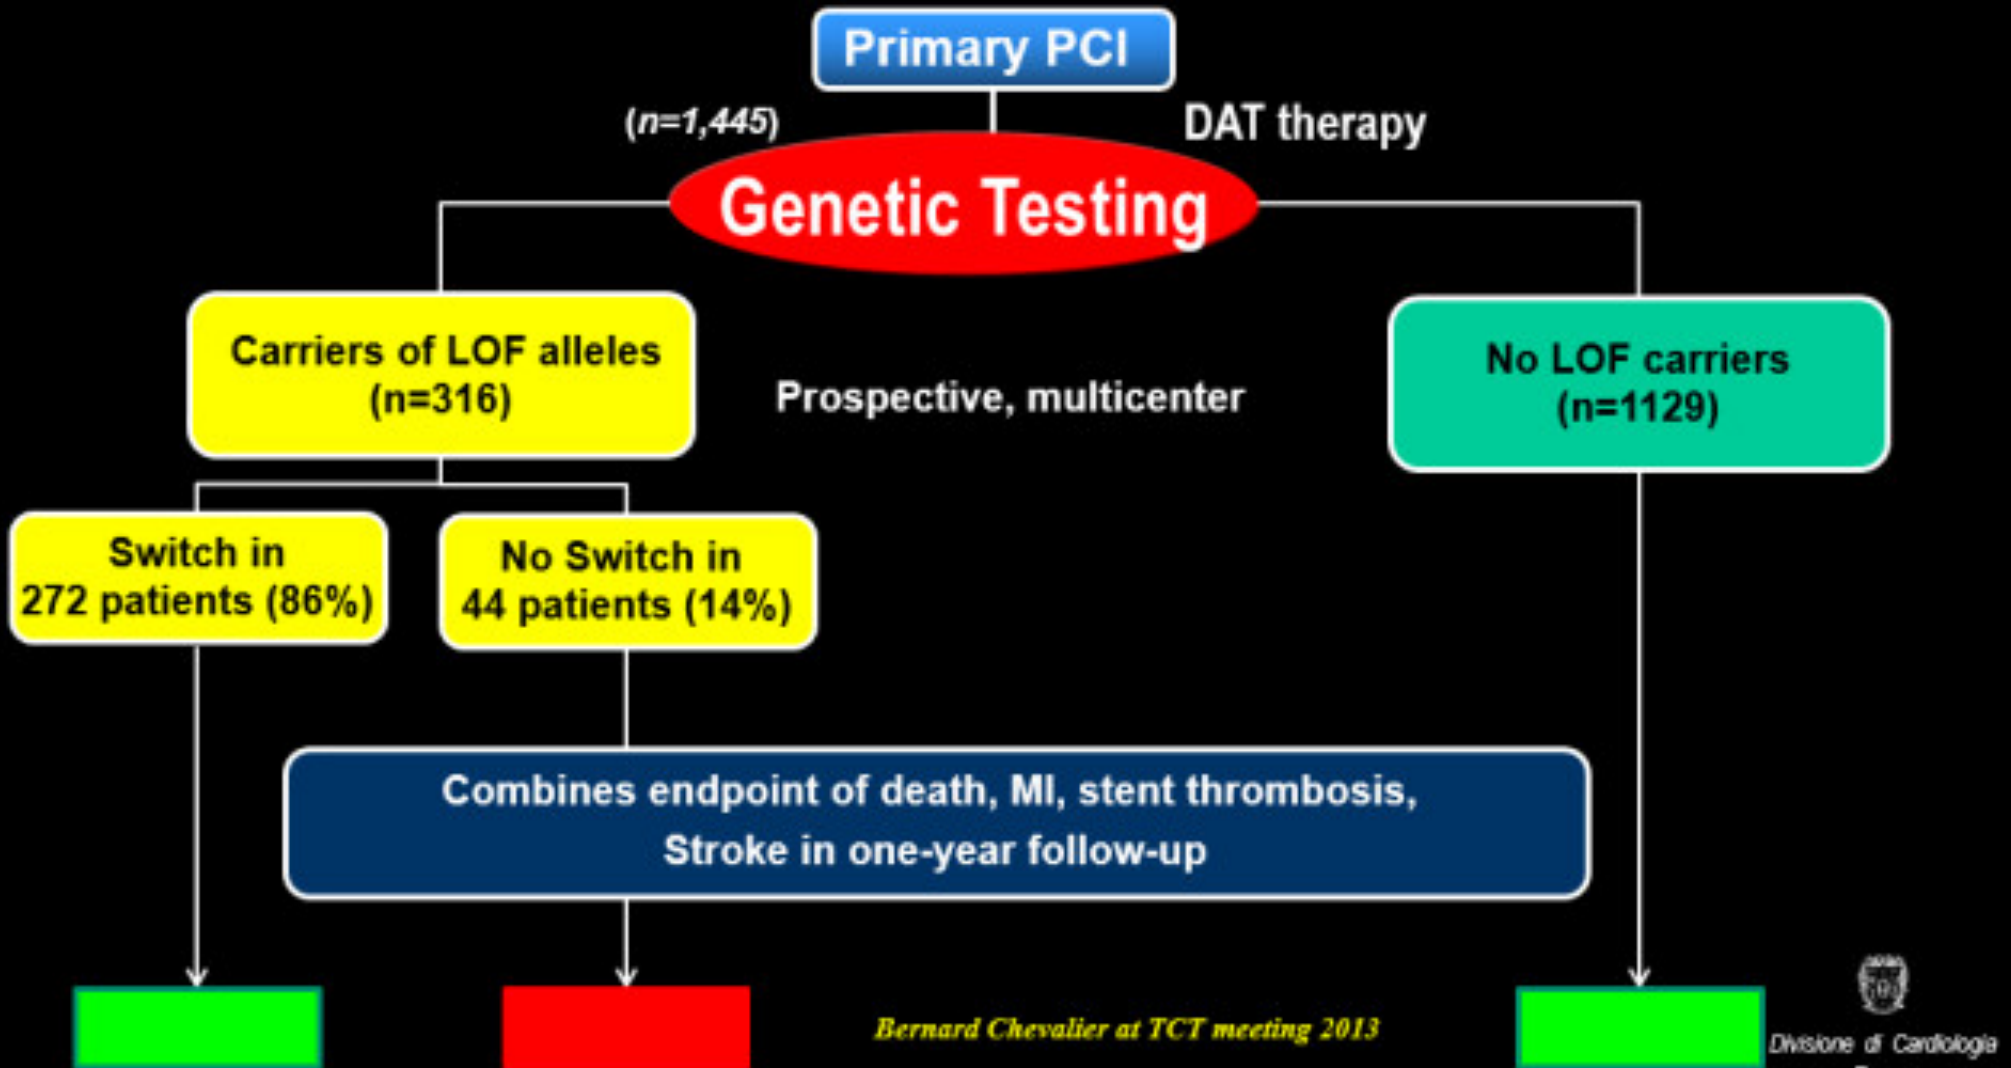 Primary PCI
(n=1,445)
DAT therapy
Genetic Testing
Carriers of LOF alleles
(n=316)
Prospective, multicenter
No LOF carriers
(n=1129)
Switch in
272 patients (86%)
No Switch in
44 patients (14%)
Combines endpoint of death, MI, stent thrombosis,
Stroke in one-year follow-up
Bernard Chevalier at TCT meeting 2013
Divisione di Cardiologia